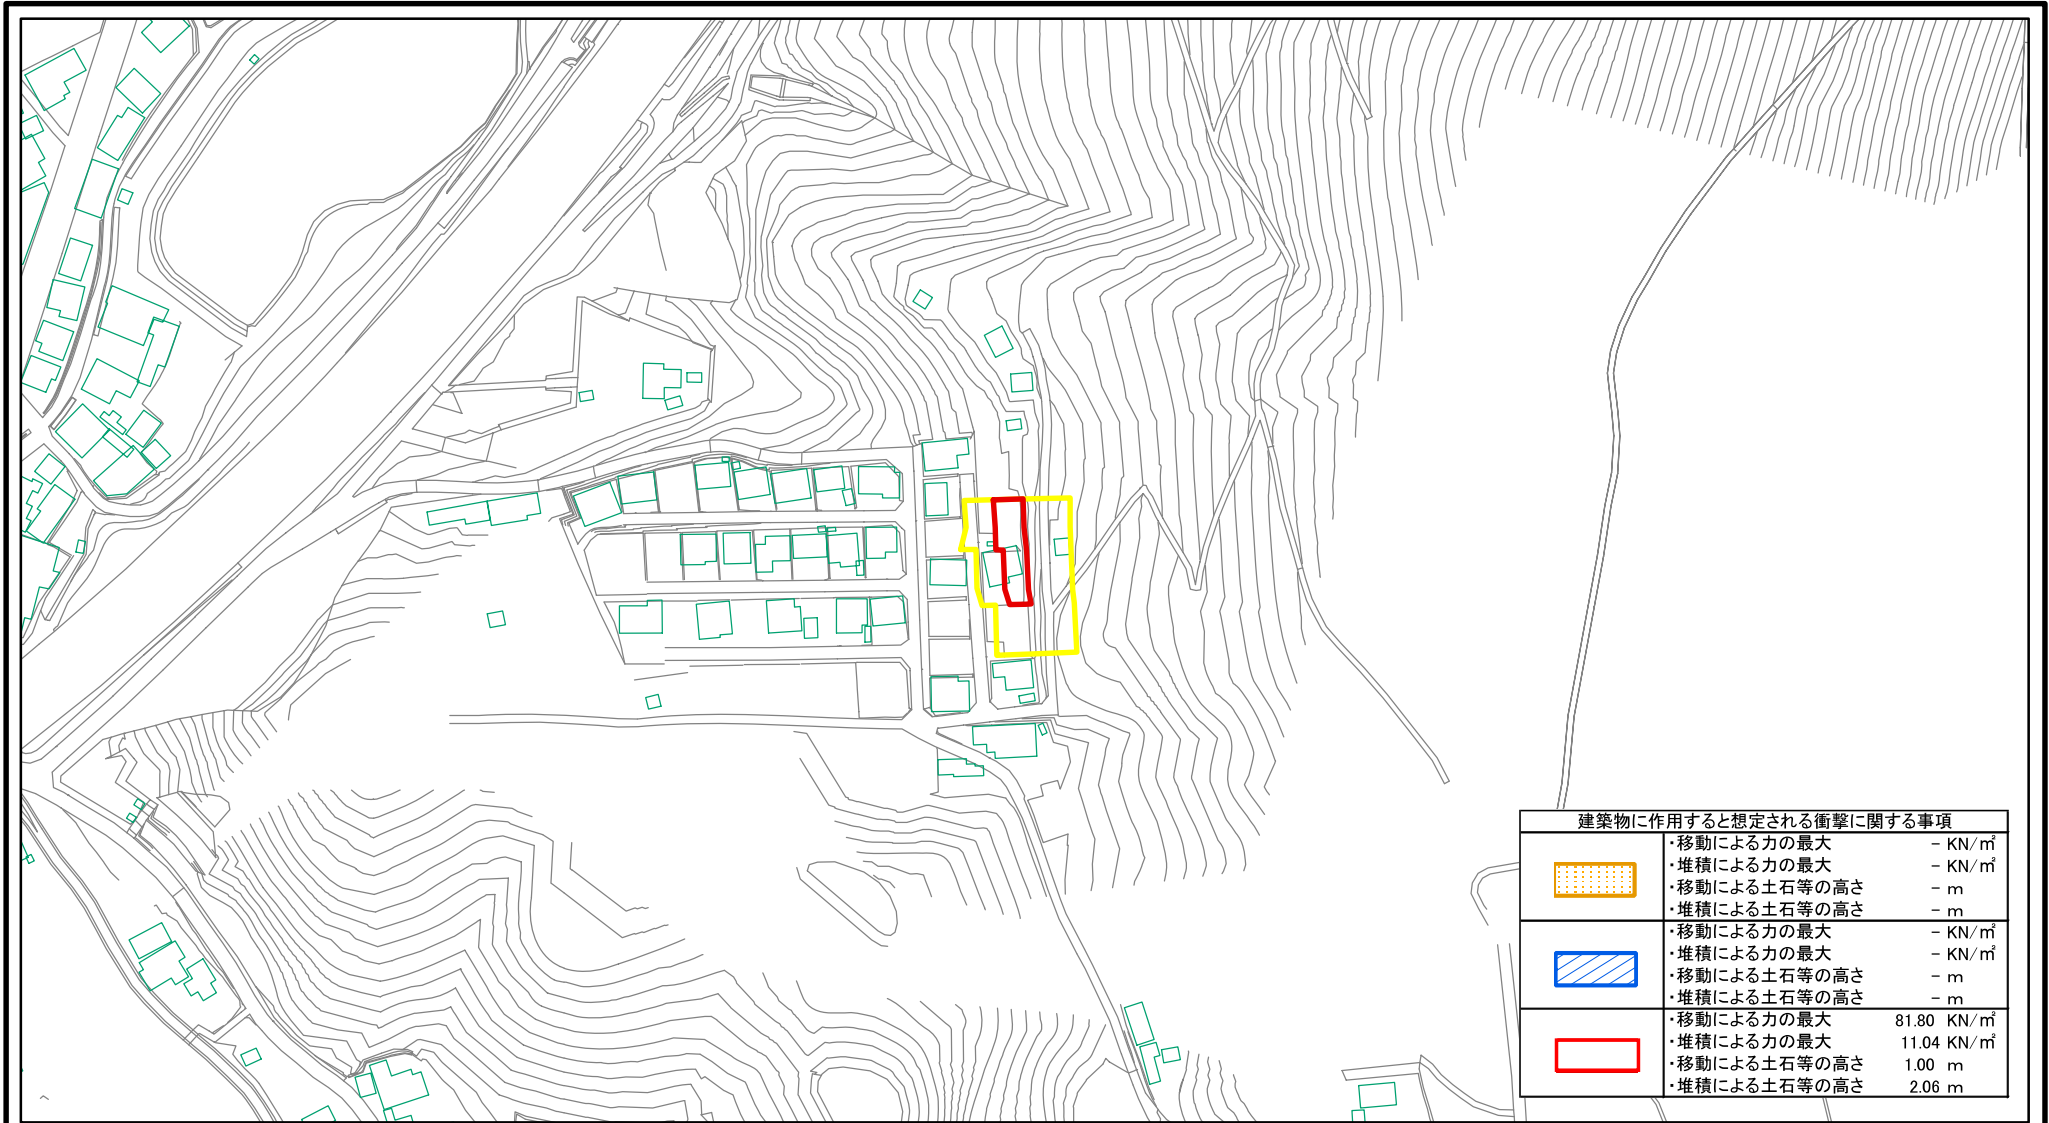 建築物に作用すると想定される衝撃に関する事項
・移動による力の最大 - KN/㎡
・堆積による力の最大 - KN/㎡
・移動による土石等の高さ - m
・堆積による土石等の高さ - m
・移動による力の最大 - KN/㎡
・堆積による力の最大 - KN/㎡
・移動による土石等の高さ - m
・堆積による土石等の高さ - m
・移動による力の最大 81.80 KN/㎡
・堆積による力の最大 11.04 KN/㎡
・移動による土石等の高さ 1.00 m
・堆積による土石等の高さ 2.06 m